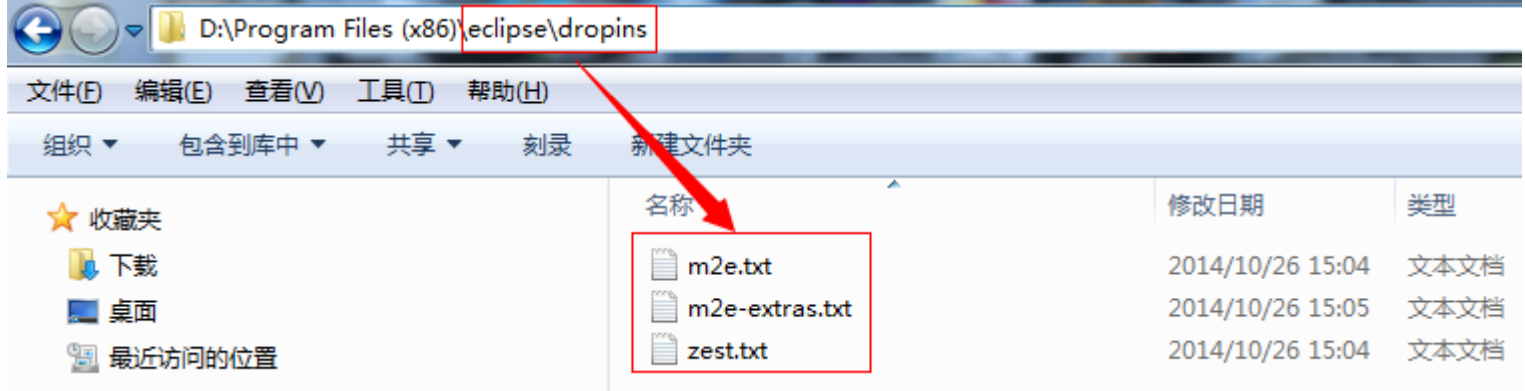 D:\Program Files (x86)\eclipse\dropins
文件(F) 编辑(E) 查看(V) 工具(T) 帮助(H)
组织 包含到库中 共享 刻录 新建文件夹
名称 修改日期 类型
收藏夹
下载 m2e.txt 2014/10/26 15:04 文本文档
桌面 m2e-extras.txt 2014/10/26 15:05 文本文档
最近访问的位置 zest.txt 2014/10/26 15:04 文本文档